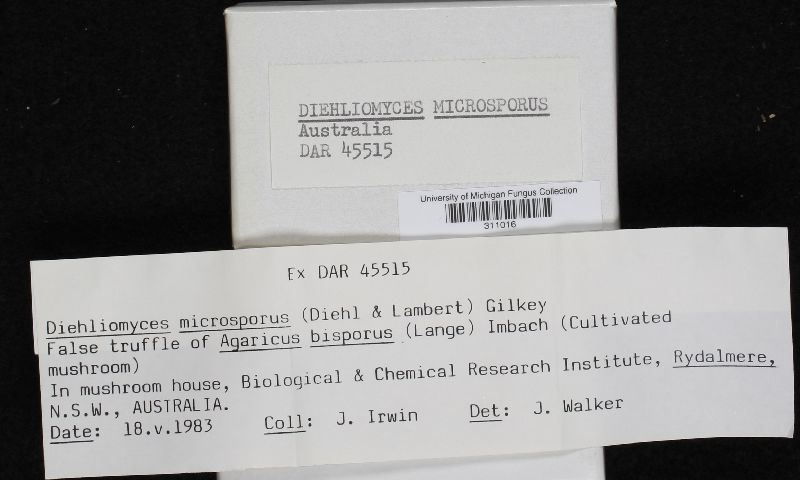 DIEHLIOMYCES MICROSPORUS
Australia
DAR 45515
University of Michigan Fungus Collection
311016
Ex DAR 45515
Diehliomyces microsporus (Diehl & Lambert) Gilkey
False truffle of Agaricus bisporus (Lange) Imbach (Cultivated
mushroom)
In mushroom house, Biological & Chemical Research Institute, Rydalmere,
N.S.W., AUSTRALIA.
Date: 18.v.1983 Coll: J. Irwin Det: J. Walker